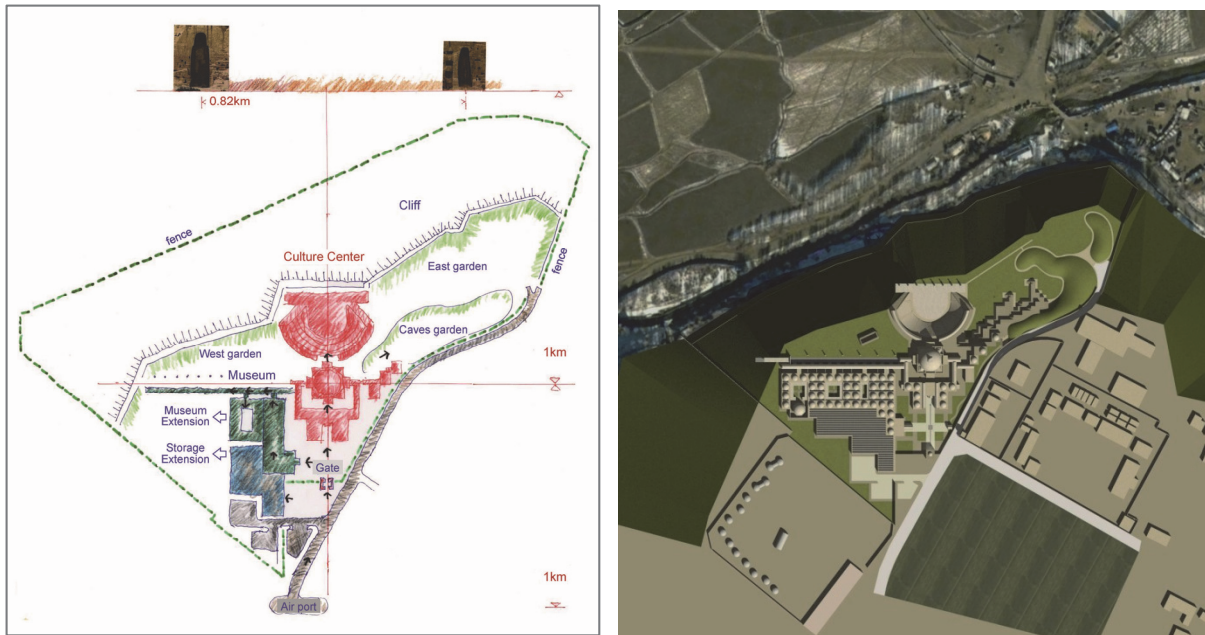 0.82km
fence
Cliff
Culture Center
East garden
fence
Caves garden
West garden
1km
Museum
Museum
Extension
Storage
Extension
Gate
1km
Air port